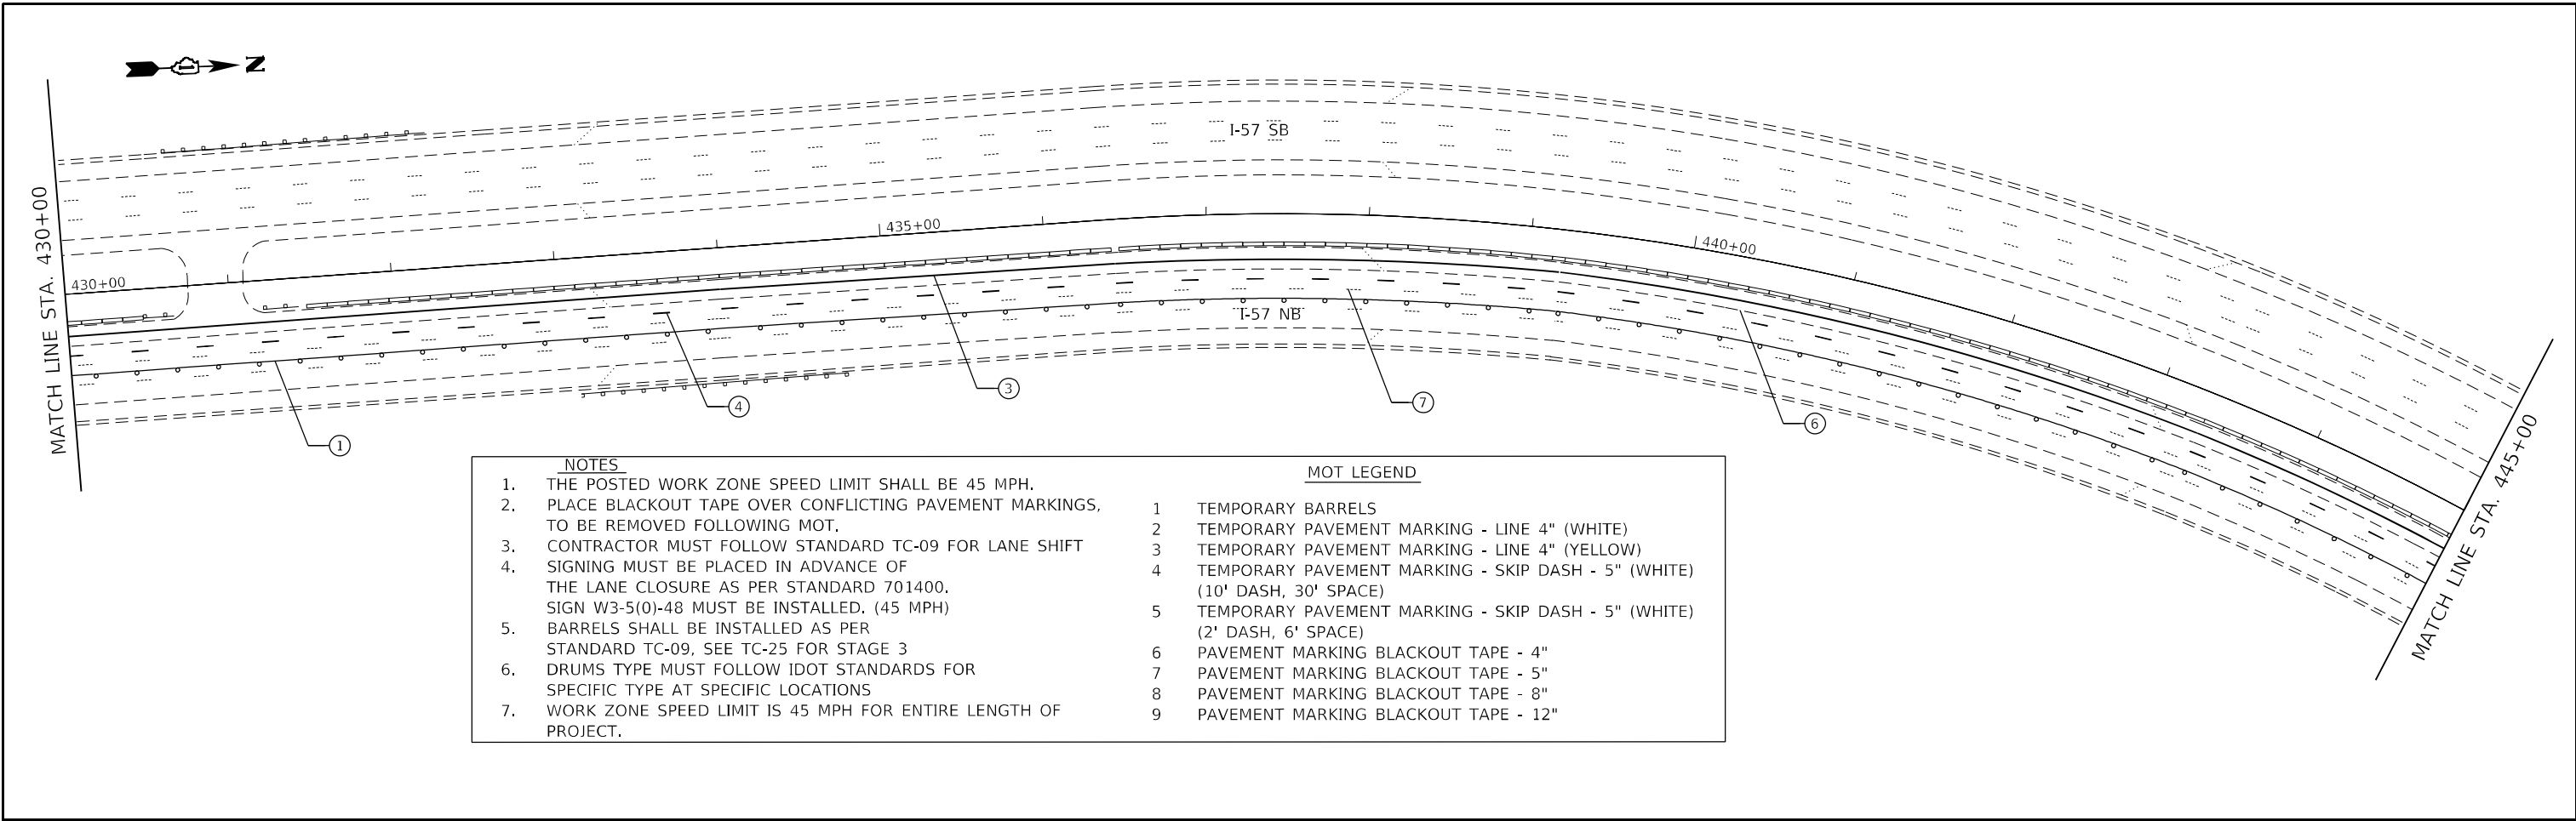 N
I-57 SB
MATCH LINE STA. 430+00
430+00
435+00
440+00
I-57 NB
MATCH LINE STA. 445+00
1
4
3
7
6
NOTES
1. THE POSTED WORK ZONE SPEED LIMIT SHALL BE 45 MPH.
2. PLACE BLACKOUT TAPE OVER CONFLICTING PAVEMENT MARKINGS,
TO BE REMOVED FOLLOWING MOT.
3. CONTRACTOR MUST FOLLOW STANDARD TC-09 FOR LANE SHIFT
4. SIGNING MUST BE PLACED IN ADVANCE OF
THE LANE CLOSURE AS PER STANDARD 701400.
SIGN W3-5(0)-48 MUST BE INSTALLED. (45 MPH)
5. BARRELS SHALL BE INSTALLED AS PER
STANDARD TC-09, SEE TC-25 FOR STAGE 3
6. DRUMS TYPE MUST FOLLOW IDOT STANDARDS FOR
SPECIFIC TYPE AT SPECIFIC LOCATIONS
7. WORK ZONE SPEED LIMIT IS 45 MPH FOR ENTIRE LENGTH OF
PROJECT.
MOT LEGEND
1 TEMPORARY BARRELS
2 TEMPORARY PAVEMENT MARKING - LINE 4" (WHITE)
3 TEMPORARY PAVEMENT MARKING - LINE 4" (YELLOW)
4 TEMPORARY PAVEMENT MARKING - SKIP DASH - 5" (WHITE)
(10' DASH, 30' SPACE)
5 TEMPORARY PAVEMENT MARKING - SKIP DASH - 5" (WHITE)
(2' DASH, 6' SPACE)
6 PAVEMENT MARKING BLACKOUT TAPE - 4"
7 PAVEMENT MARKING BLACKOUT TAPE - 5"
8 PAVEMENT MARKING BLACKOUT TAPE - 8"
9 PAVEMENT MARKING BLACKOUT TAPE - 12"